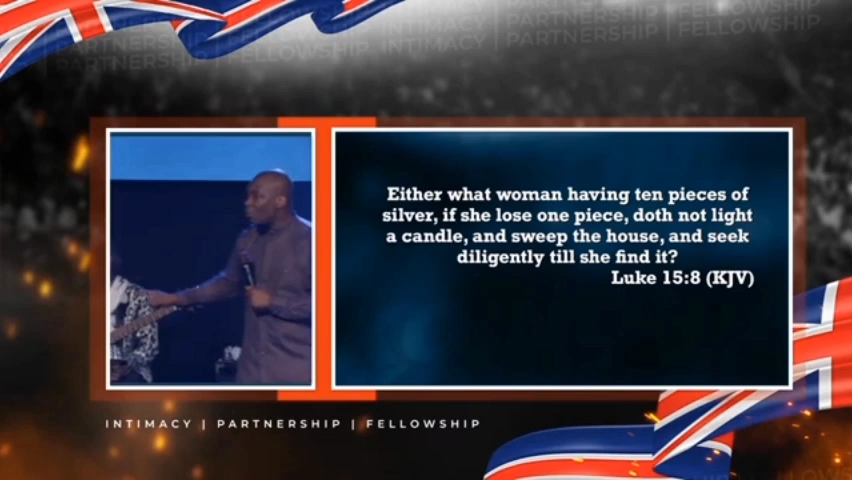 PARTNERSHIP | FELLOWSHIP
INTIMACY | PARTNERSHIP | FELLOWSHIP
Either what woman having ten pieces of
silver, if she lose one piece, doth not light
a candle, and sweep the house, and seek
diligently till she find it?
Luke 15:8 (KJV)
INTIMACY | PARTNERSHIP | FELLOWSHIP